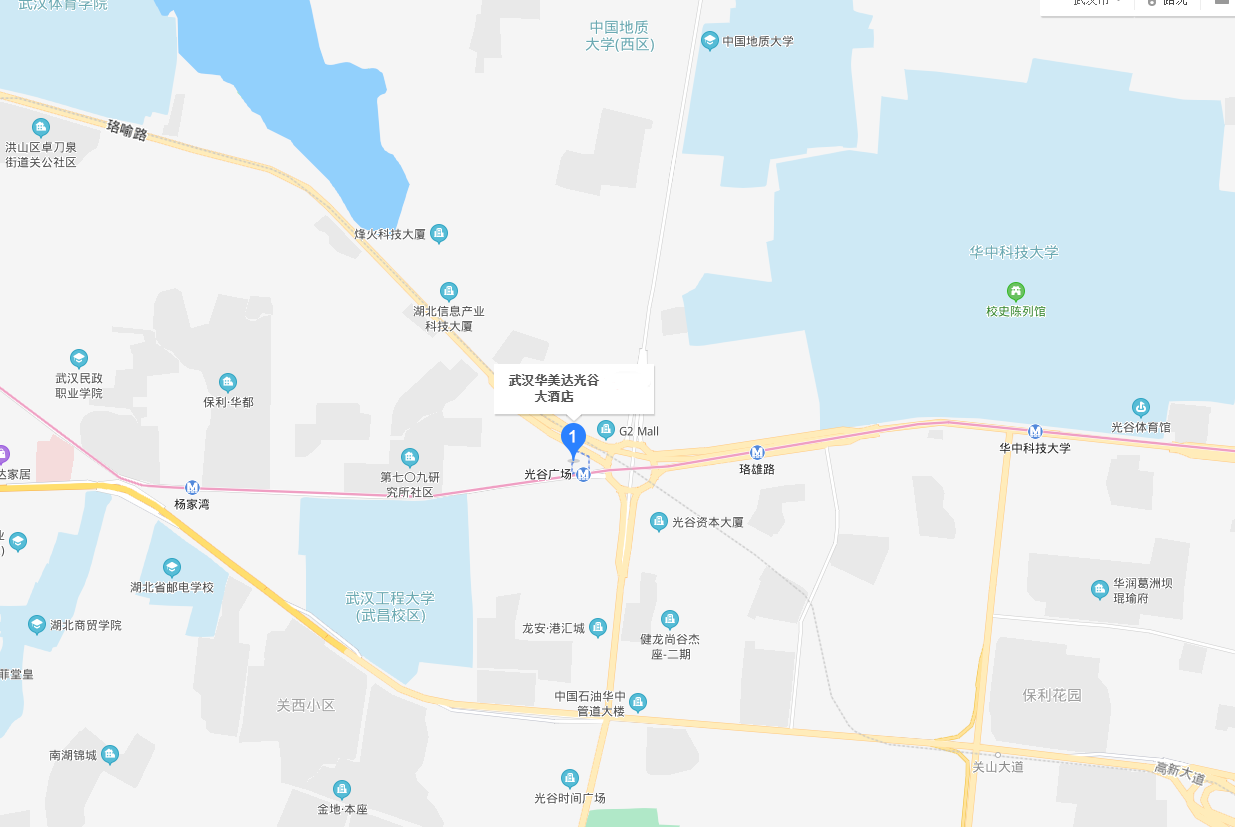 武汉体育学院
武汉市
路况
中国地质
大学(西区)
中国地质大学
珞喻路
洪山区卓刀泉
街道关公社区
烽火科技大厦
华中科技大学
校史陈列馆
湖北信息产业
科技大厦
武汉民政
职业学院
保利·华都
武汉华美达光谷
大酒店
1
G2 Mall
光谷体育馆
华中科技大学
珞雄路
光谷广场
第七〇九研
究所社区
达家居
杨家湾
光谷资本大厦
湖北省邮电学校
华润葛洲坝
琨瑜府
武汉工程大学
(武昌校区)
湖北商贸学院
龙安·港汇城
健龙尚谷杰
座-二期
菲堂皇
中国石油华中
管道大楼
关西小区
保利花园
南湖锦城
关山大道
高新大道
光谷时间广场
金地·本座